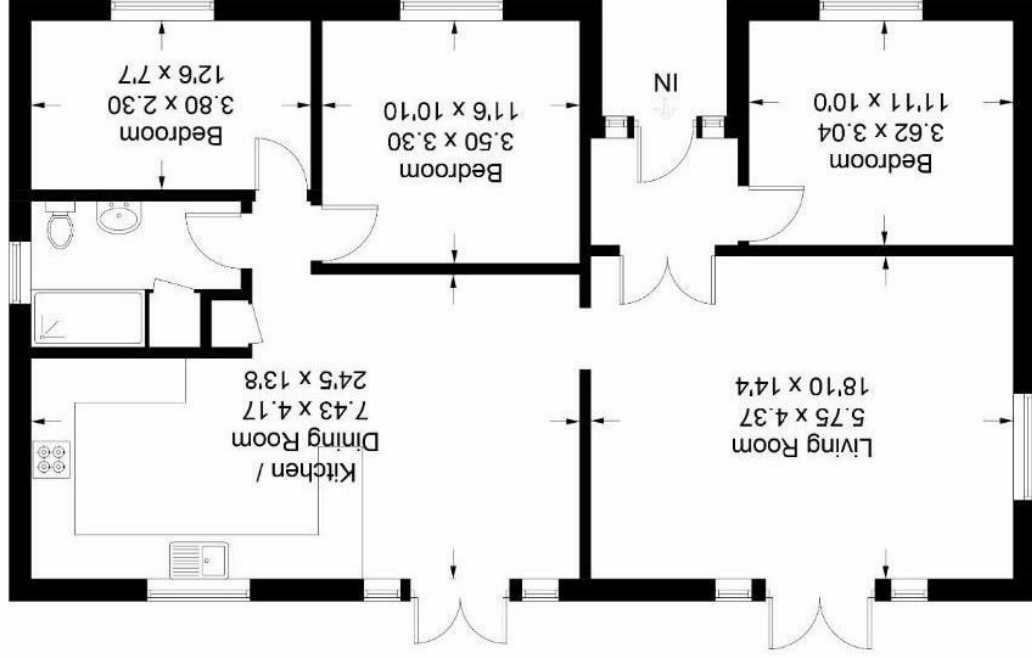 Living Room
5.75 x 4.37
18'10 x 14'4
Kitchen /
Dining Room
7.43 x 4.17
24'5 x 13'8
Bedroom
3.62 x 3.04
11'11 x 10'0
IN
Bedroom
3.50 x 3.30
11'6 x 10'10
Bedroom
3.80 x 2.30
12'6 x 7'7